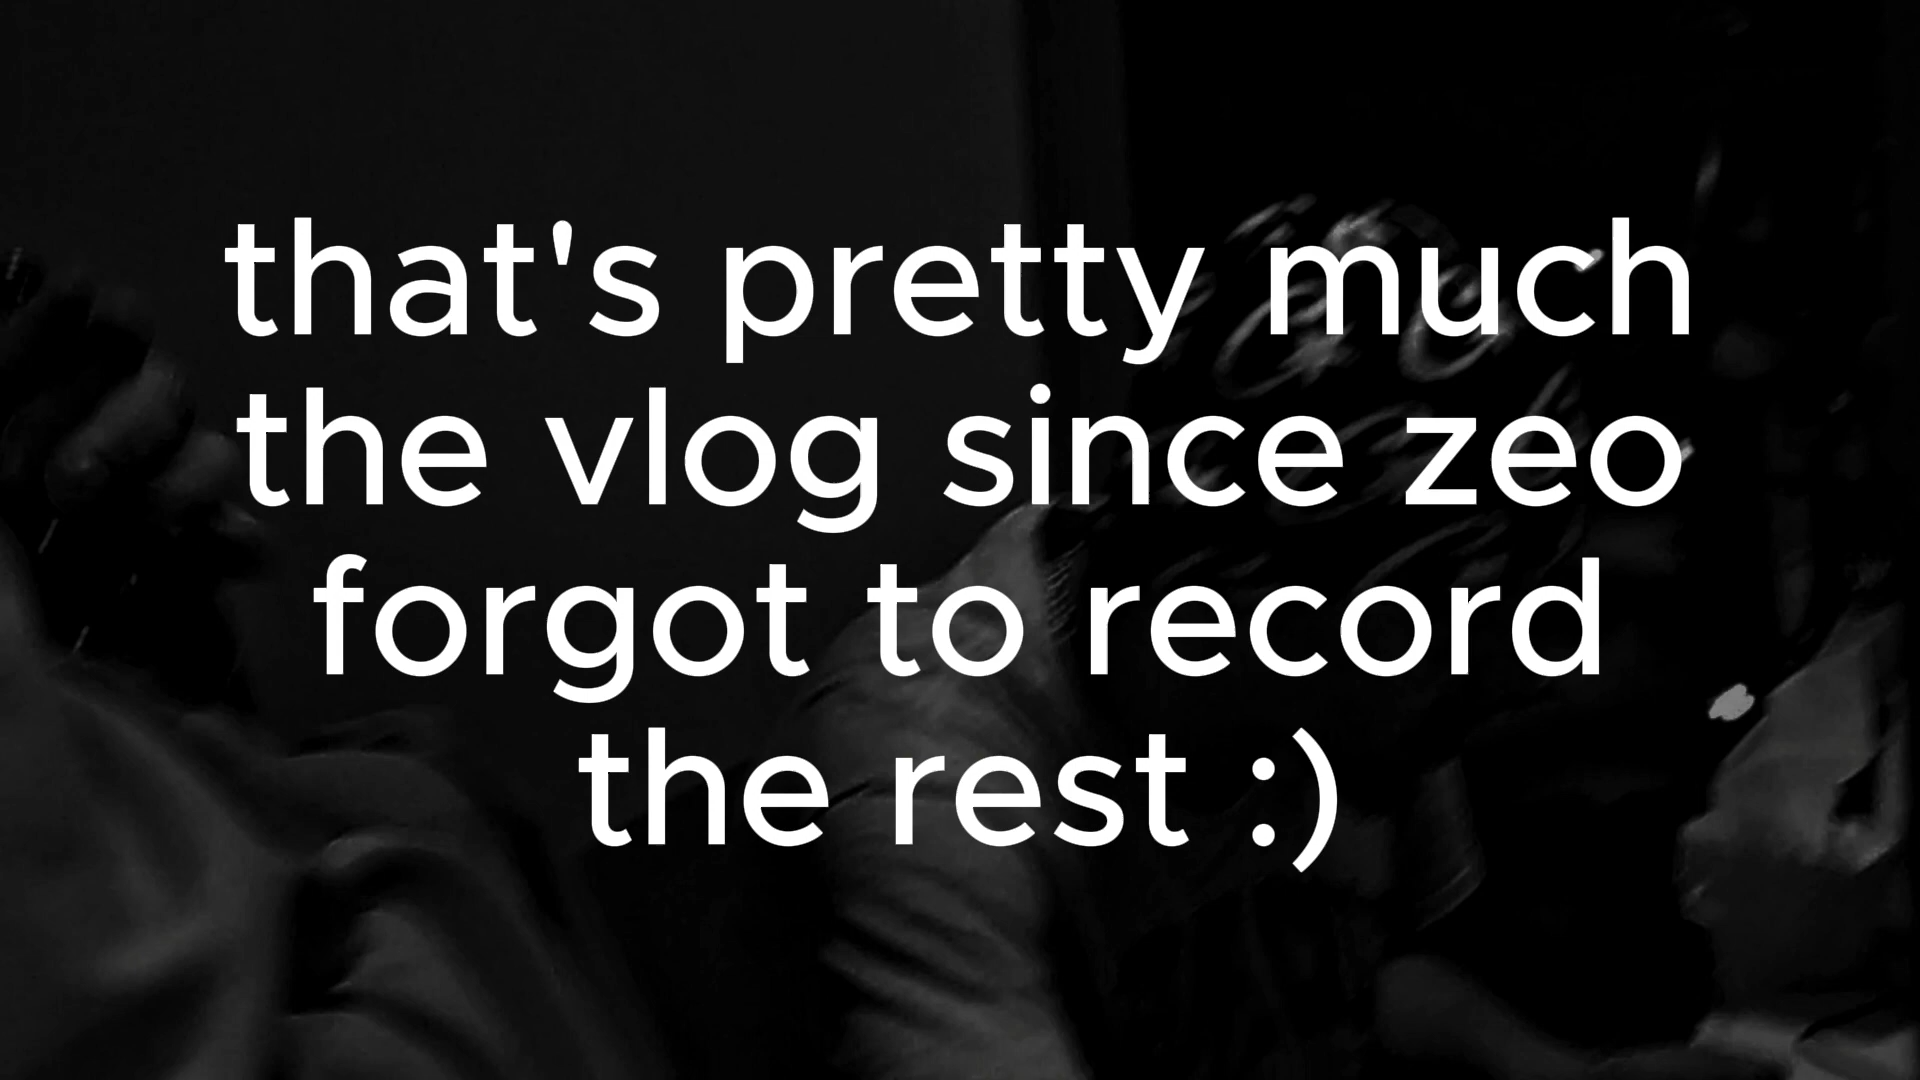 that's pretty much
the vlog since zeo
forgot to record
the rest :)